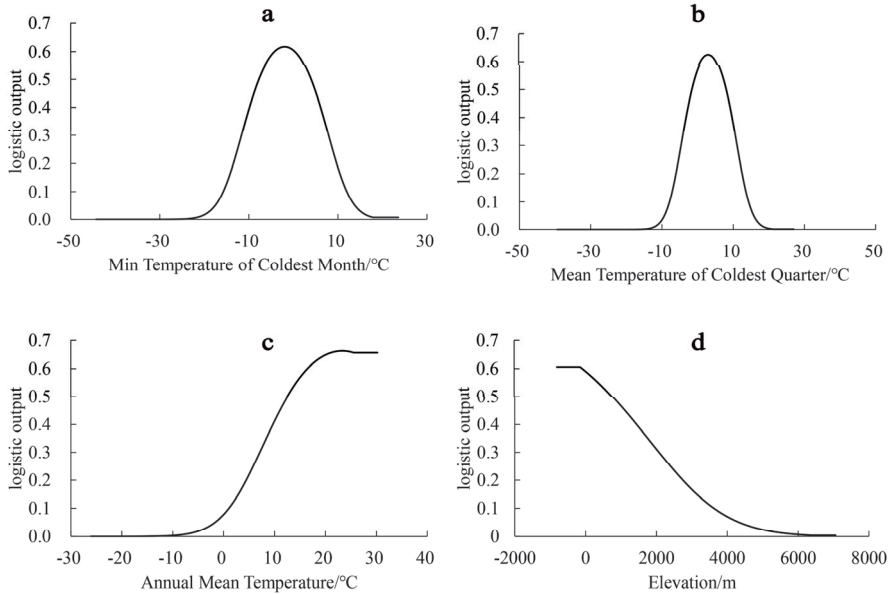 a
0.7
0.6
0.5
0.4
0.3
0.2
0.1
0.0
logistic output
-50 -30 -10 10 30
Min Temperature of Coldest Month/°C
b
0.7
0.6
0.5
0.4
0.3
0.2
0.1
0.0
logistic output
-50 -30 -10 10 30 50
Mean Temperature of Coldest Quarter/°C
c
0.7
0.6
0.5
0.4
0.3
0.2
0.1
0.0
logistic output
-30 -20 -10 0 10 20 30 40
Annual Mean Temperature/°C
d
0.7
0.6
0.5
0.4
0.3
0.2
0.1
0.0
logistic output
-2000 0 2000 4000 6000 8000
Elevation/m